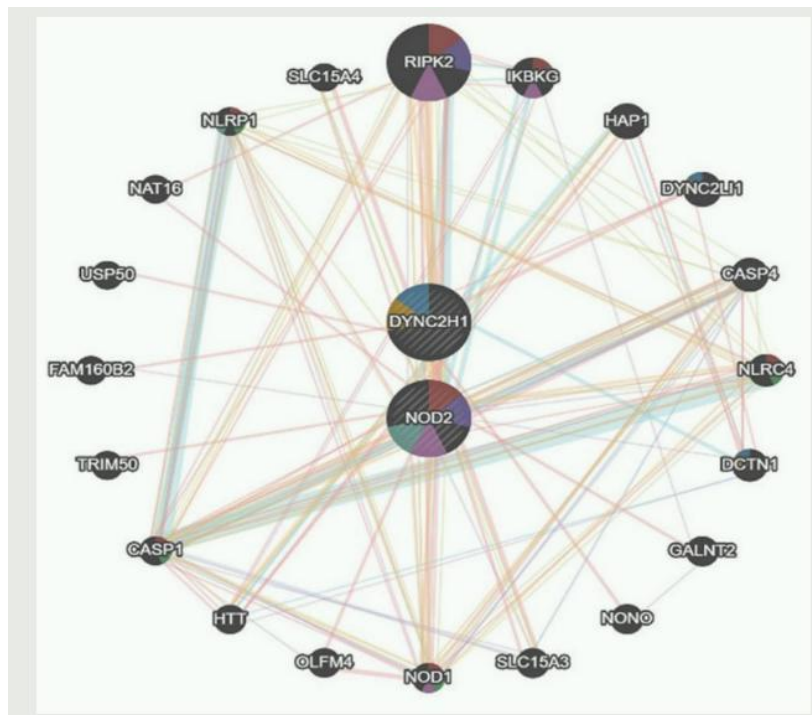 RIPK2
SLC15A4
IKBKG
NLRP1
HAP1
NAT16
DYNC2LI1
USP50
CASP4
DYNC2H1
FAM160B2
NLRC4
NOD2
TRIM50
DCTN1
CASP1
GALNT2
HTT
NONO
OLFM4
NOD1
SLC15A3